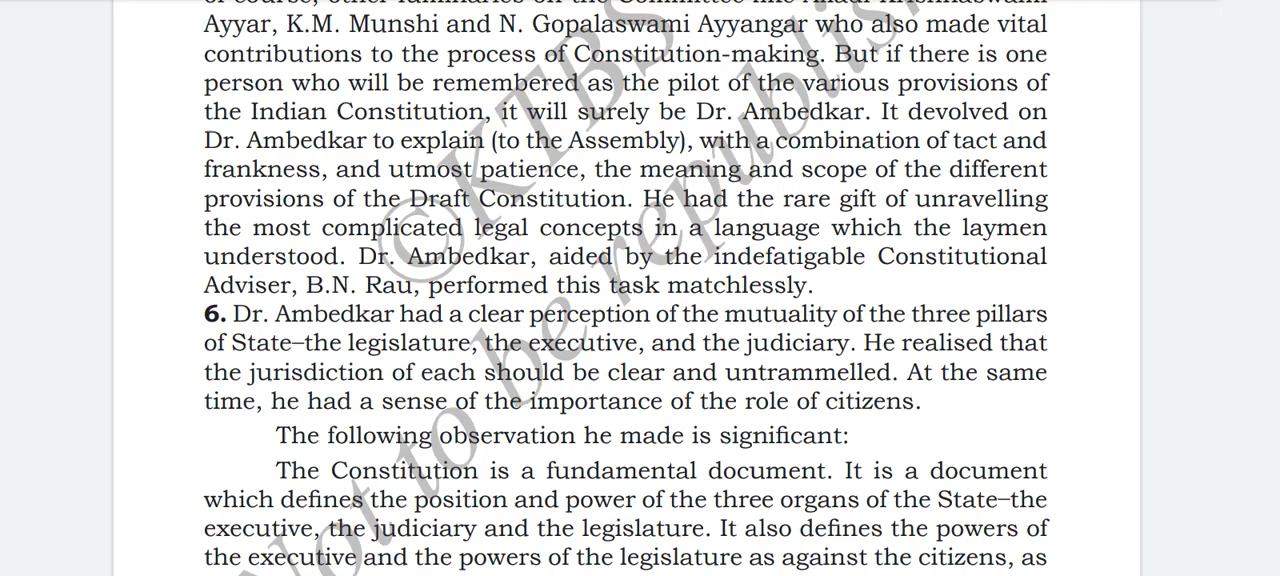 Ayyar, K.M. Munshi and N. Gopalaswami Ayyangar who also made vital
contributions to the process of Constitution-making. But if there is one
person who will be remembered as the pilot of the various provisions of
the Indian Constitution, it will surely be Dr. Ambedkar. It devolved on
Dr. Ambedkar to explain (to the Assembly), with a combination of tact and
frankness, and utmost patience, the meaning and scope of the different
provisions of the Draft Constitution. He had the rare gift of unravelling
the most complicated legal concepts in a language which the laymen
understood. Dr. Ambedkar, aided by the indefatigable Constitutional
Adviser, B.N. Rau, performed this task matchlessly.
6. Dr. Ambedkar had a clear perception of the mutuality of the three pillars
of State–the legislature, the executive, and the judiciary. He realised that
the jurisdiction of each should be clear and untrammelled. At the same
time, he had a sense of the importance of the role of citizens.
The following observation he made is significant:
The Constitution is a fundamental document. It is a document
which defines the position and power of the three organs of the State–the
executive, the judiciary and the legislature. It also defines the powers of
the executive and the powers of the legislature as against the citizens, as
©KTBS
Not to be republish